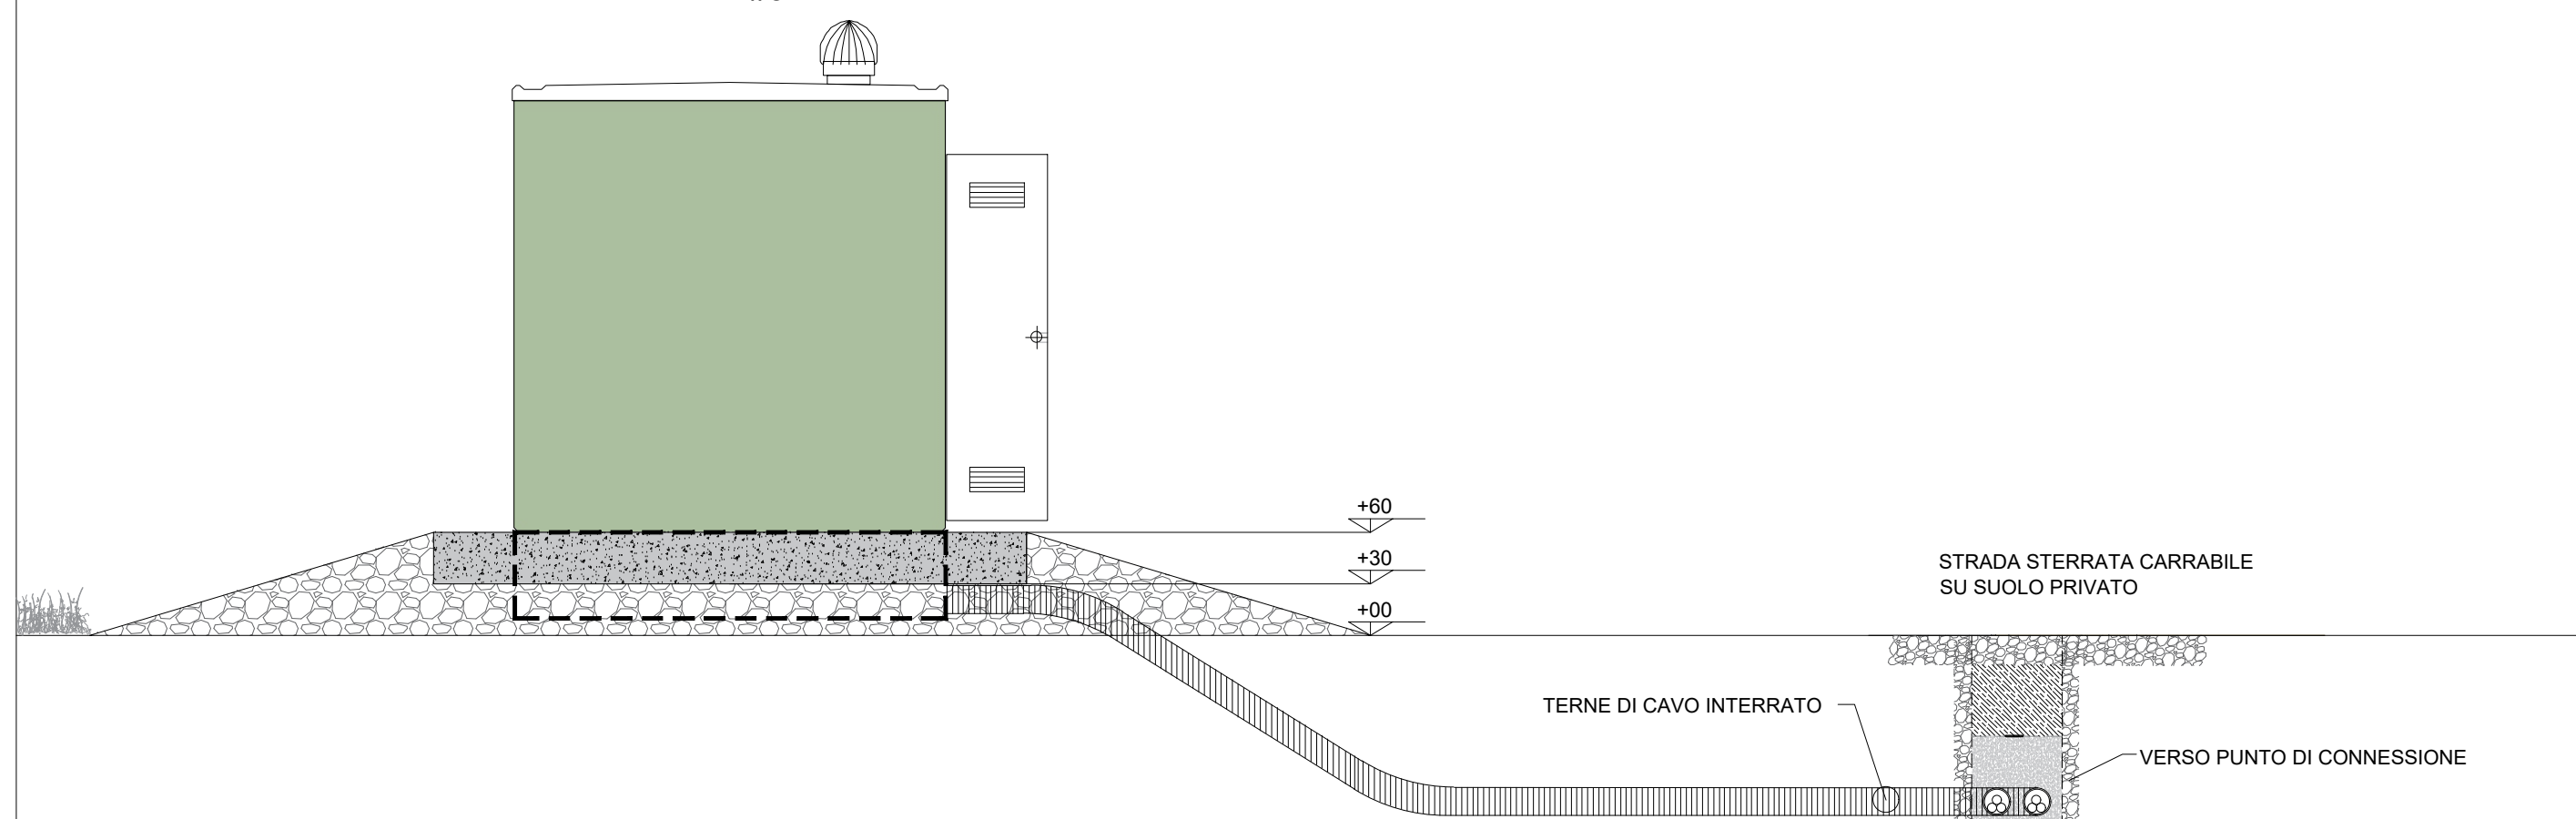 +60
+30
+00
STRADA STERRATA CARRABILE
SU SUOLO PRIVATO
TERNE DI CAVO INTERRATO
VERSO PUNTO DI CONNESSIONE